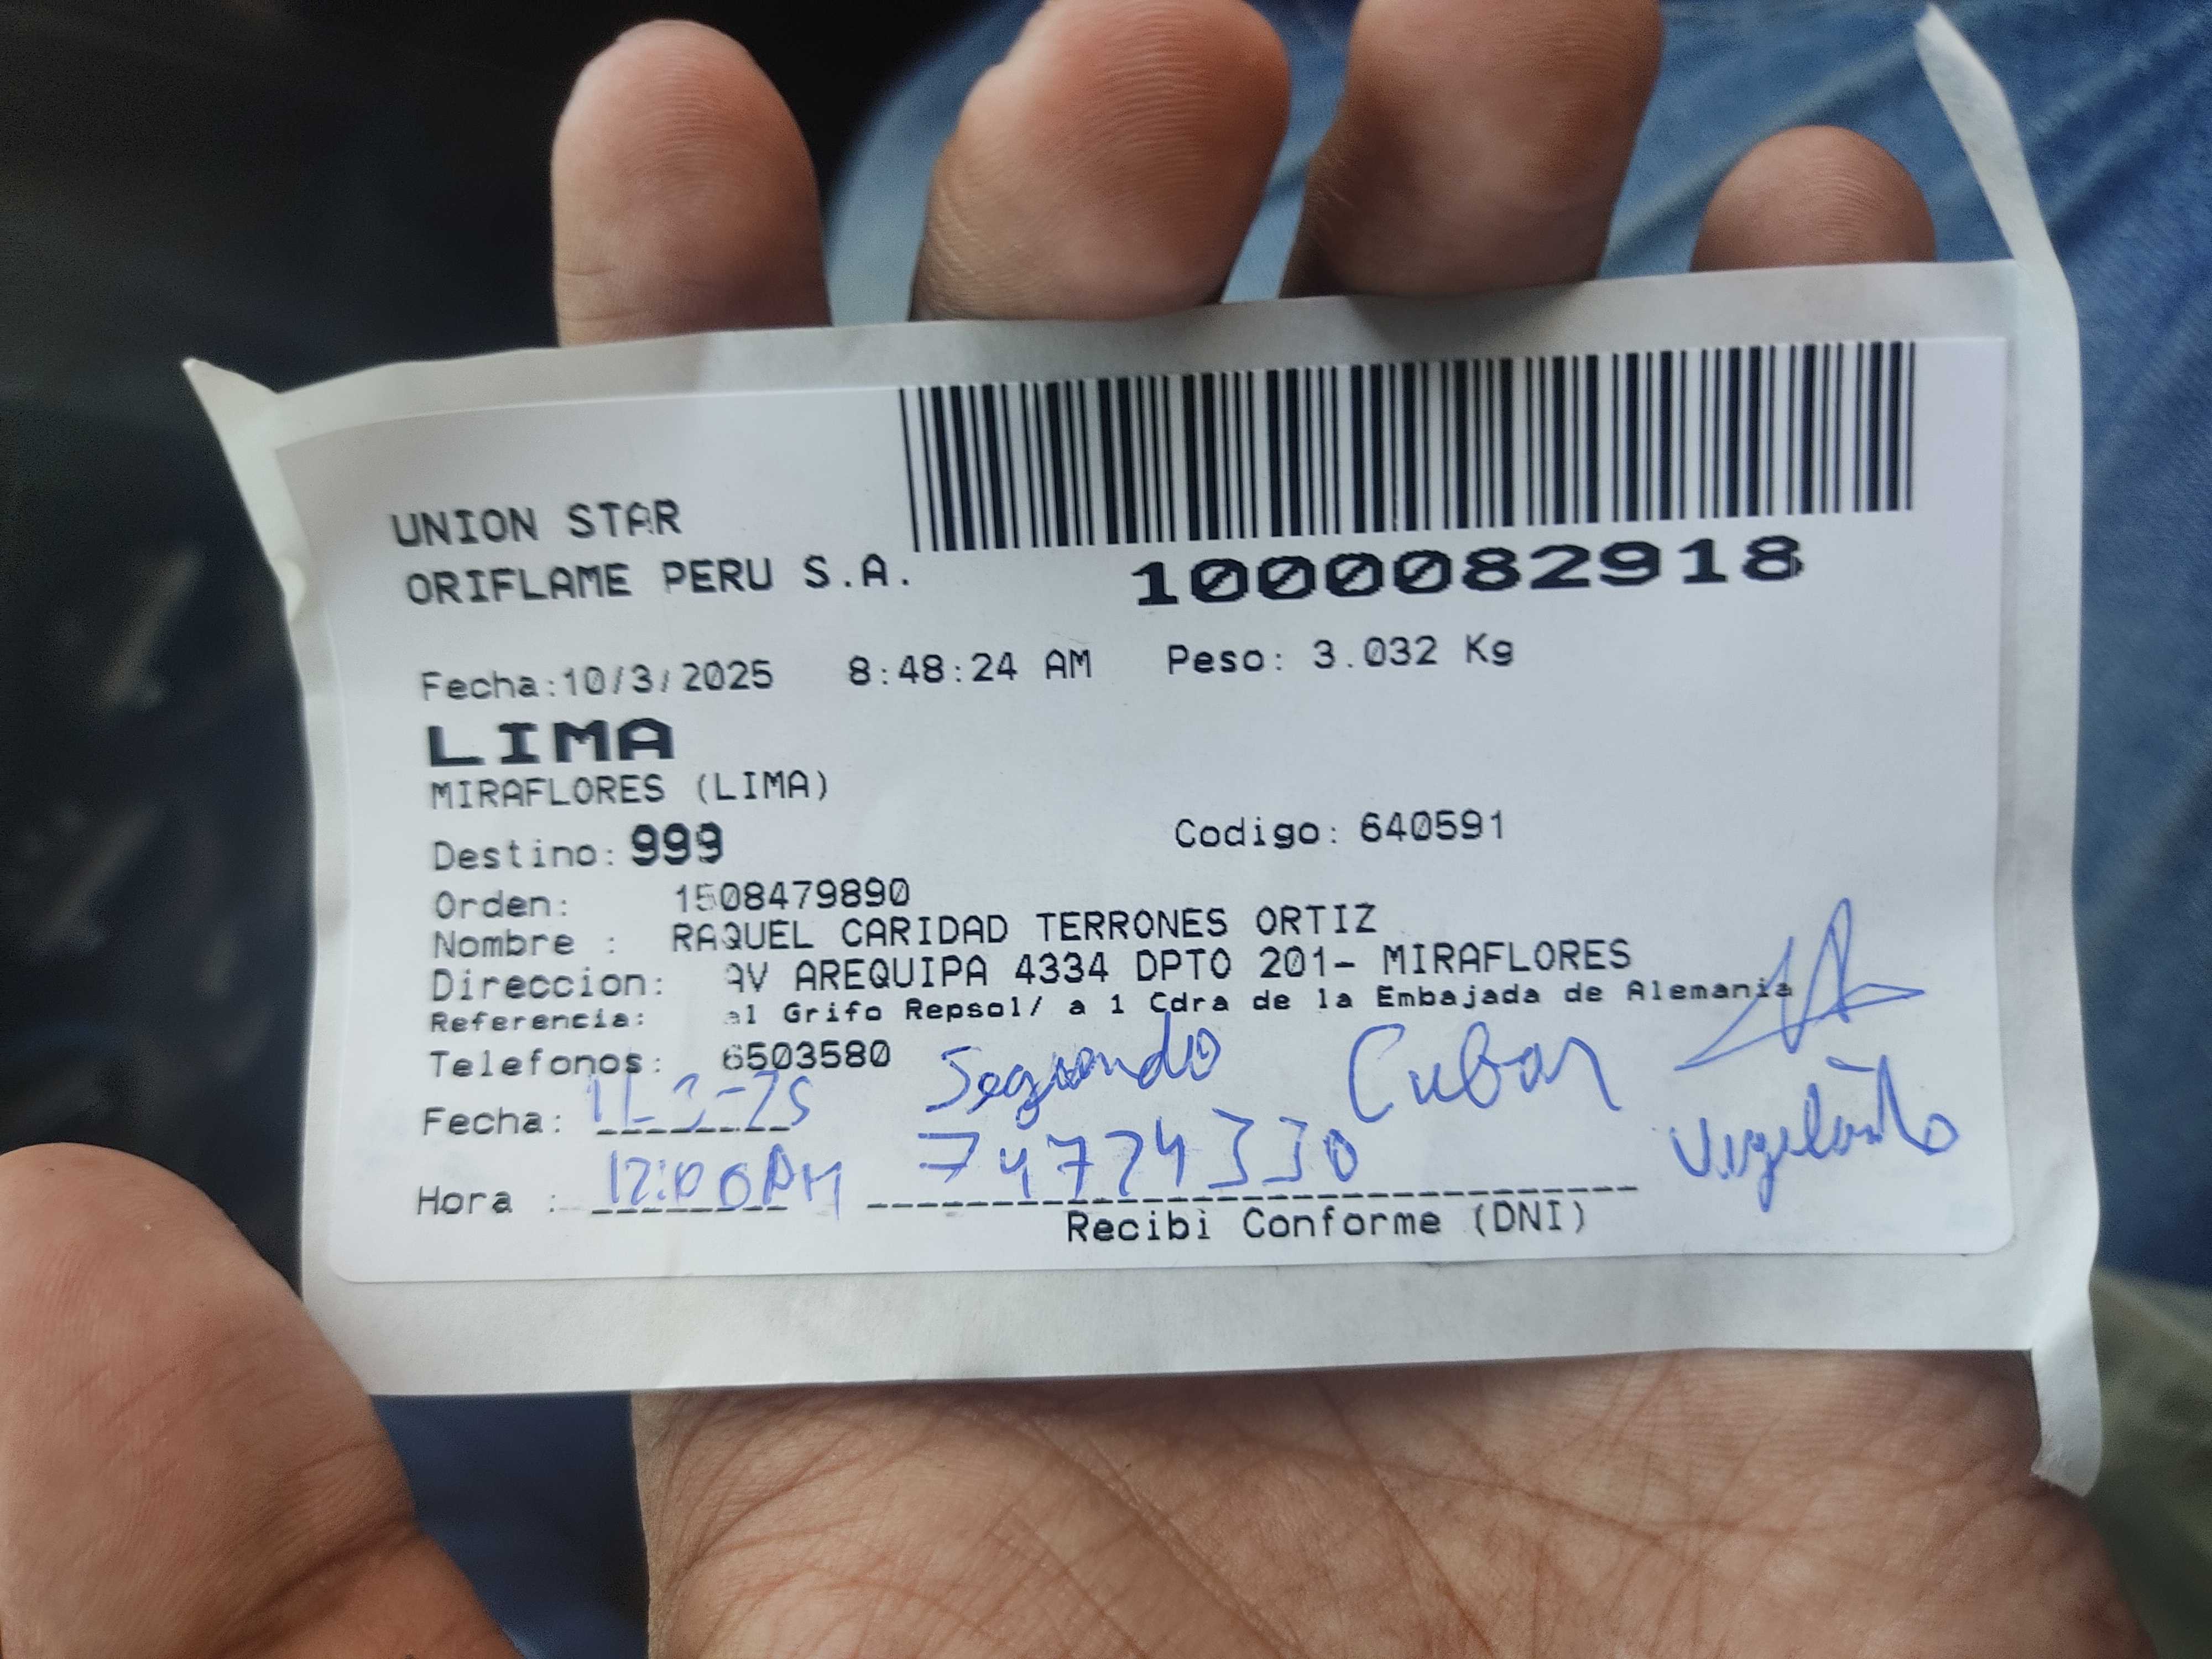 UNION STAR
ORIFLAME PERU S.A.
1000082918
Fecha:10/3/2025 8:48:24 AM Peso: 3.032 Kg
LIMA
MIRAFLORES (LIMA)
Destino: 999 Codigo: 640591
Orden: 1508479890
Nombre : RAQUEL CARIDAD TERRONES ORTIZ
Direccion: AV AREQUIPA 4334 DPTO 201- MIRAFLORES
Referencia: al Grifo Repsol/ a 1 Cdra de la Embajada de Alemania
Telefonos: 6503580
Segundo Cubas
Fecha: 11-3-25
74724330 Vigilante
Hora : 12:00PM
Recibi Conforme (DNI)